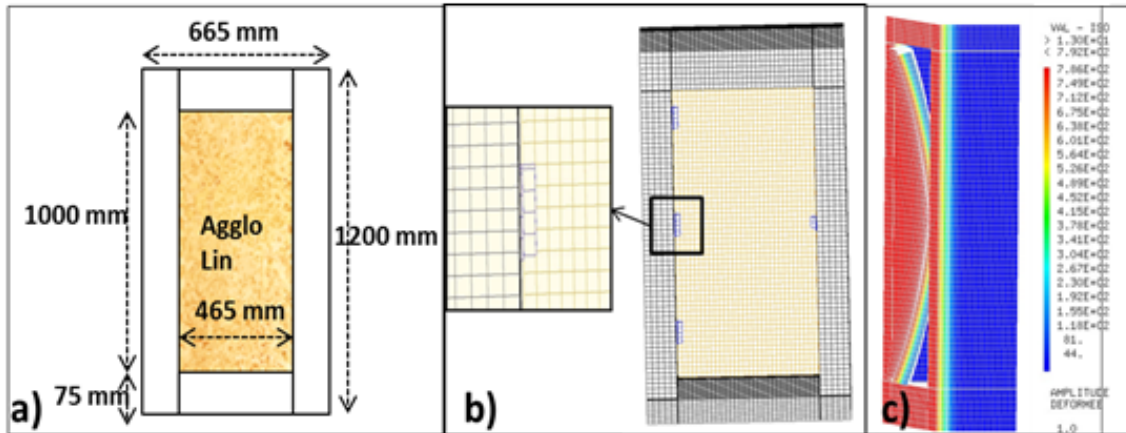 665 mm
1000 mm
Agglo
Lin
1200 mm
465 mm
75 mm
a)
b)
VAL - ISO
> 1.30E+01
< 7.92E+02
7.86E+02
7.49E+02
7.12E+02
6.75E+02
6.38E+02
6.01E+02
5.64E+02
5.26E+02
4.89E+02
4.52E+02
4.15E+02
3.78E+02
3.41E+02
3.04E+02
2.67E+02
2.30E+02
1.92E+02
1.55E+02
1.18E+02
81.
44.
AMPLITUDE
DEFORMEE
1.0
c)